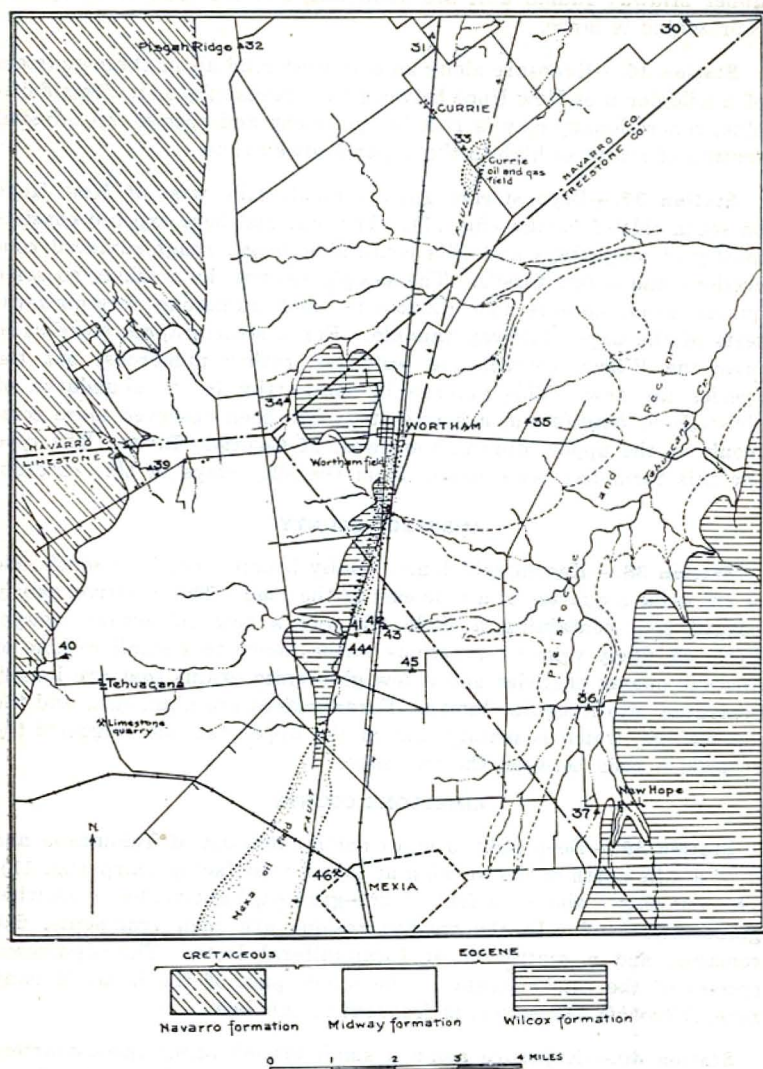 Pisgah Ridge
32
31
30
CURRIE
33
Currie
oil and gas
field
FAULT
NAVARRO CO.
FREESTONE CO.
34
WORTHAM
35
Wortham field
NAVARRO CO.
LIMESTONE CO.
39
Recent
and
Pleistocene
Tehuacana Cr.
40
41
42
43
44
45
Tehuacana
Limestone
quarry
36
New Hope
37
N.
Mexa oil field
FAULT
46
MEXIA
CRETACEOUS
EOCENE
Navarro formation
Midway formation
Wilcox formation
0 1 2 3 4 MILES